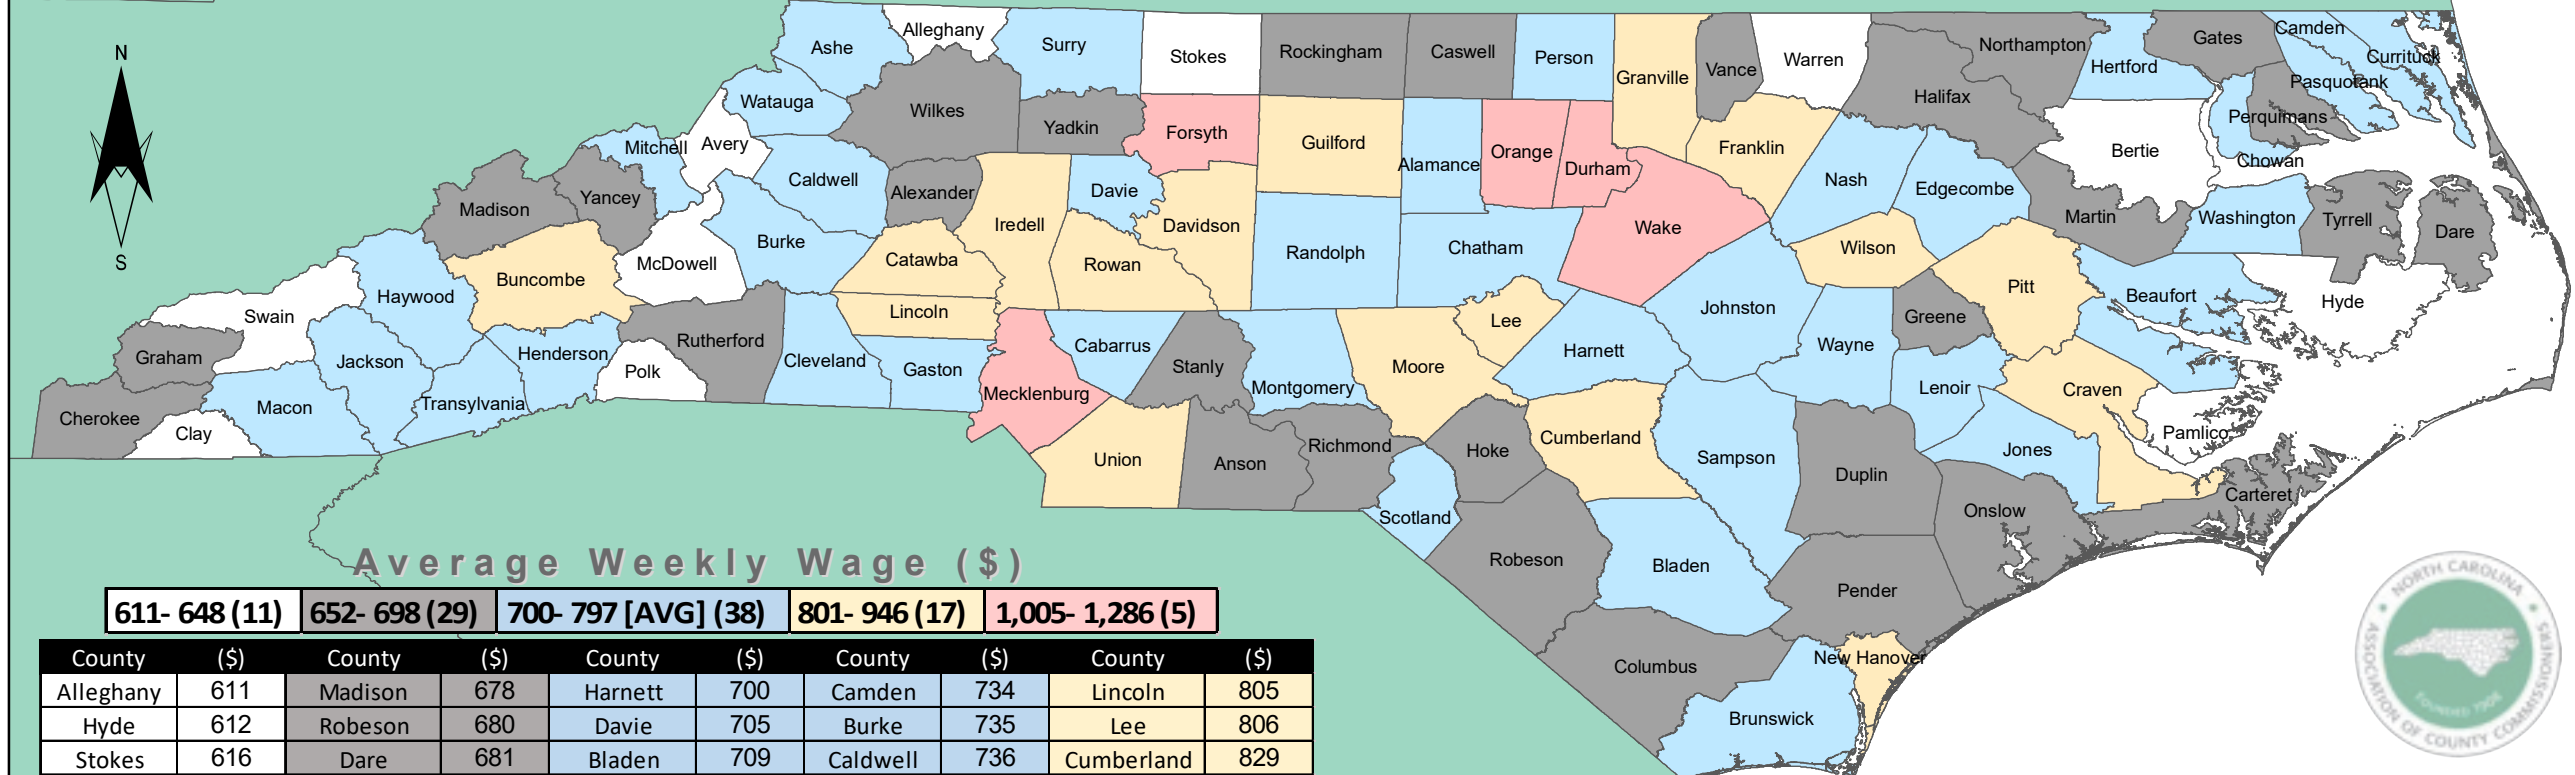 N
S
Alleghany
Ashe
Surry
Stokes
Rockingham
Caswell
Person
Granville
Vance
Warren
Northampton
Gates
Camden
Currituck
Hertford
Pasquotank
Halifax
Watauga
Wilkes
Yadkin
Forsyth
Guilford
Alamance
Orange
Durham
Franklin
Perquimans
Mitchell
Avery
Bertie
Chowan
Caldwell
Alexander
Davie
Nash
Edgecombe
Madison
Yancey
Iredell
Davidson
Wake
Martin
Washington
Tyrrell
Dare
Burke
Randolph
Chatham
Wilson
McDowell
Catawba
Rowan
Buncombe
Haywood
Pitt
Beaufort
Hyde
Swain
Lincoln
Lee
Johnston
Greene
Rutherford
Graham
Jackson
Henderson
Cleveland
Gaston
Cabarrus
Stanly
Moore
Harnett
Wayne
Polk
Montgomery
Mecklenburg
Lenoir
Craven
Macon
Transylvania
Cherokee
Clay
Pamlico
Union
Anson
Richmond
Hoke
Cumberland
Sampson
Duplin
Jones
Carteret
Scotland
Onslow
Robeson
Bladen
Pender
Columbus
New Hanover
Brunswick
Average Weekly Wage ($)
611- 648 (11) 652- 698 (29) 700- 797 [AVG] (38) 801- 946 (17) 1,005- 1,286 (5)
County ($) County ($) County ($) County ($) County ($)
Alleghany 611 Madison 678 Harnett 700 Camden 734 Lincoln 805
Hyde 612 Robeson 680 Davie 705 Burke 735 Lee 806
Stokes 616 Dare 681 Bladen 709 Caldwell 736 Cumberland 829
NORTH CAROLINA
ASSOCIATION OF COUNTY COMMISSIONERS